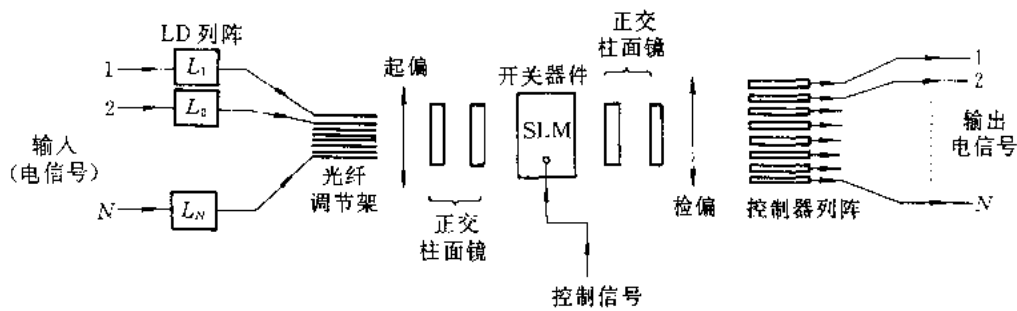 LD 列阵
1
L₁
2
L₂
输入
(电信号)
N
L_N
光纤
调节架
起偏
正交
柱面镜
开关器件
SLM
控制信号
正交
柱面镜
检偏
控制器列阵
1
2
输出
电信号
N